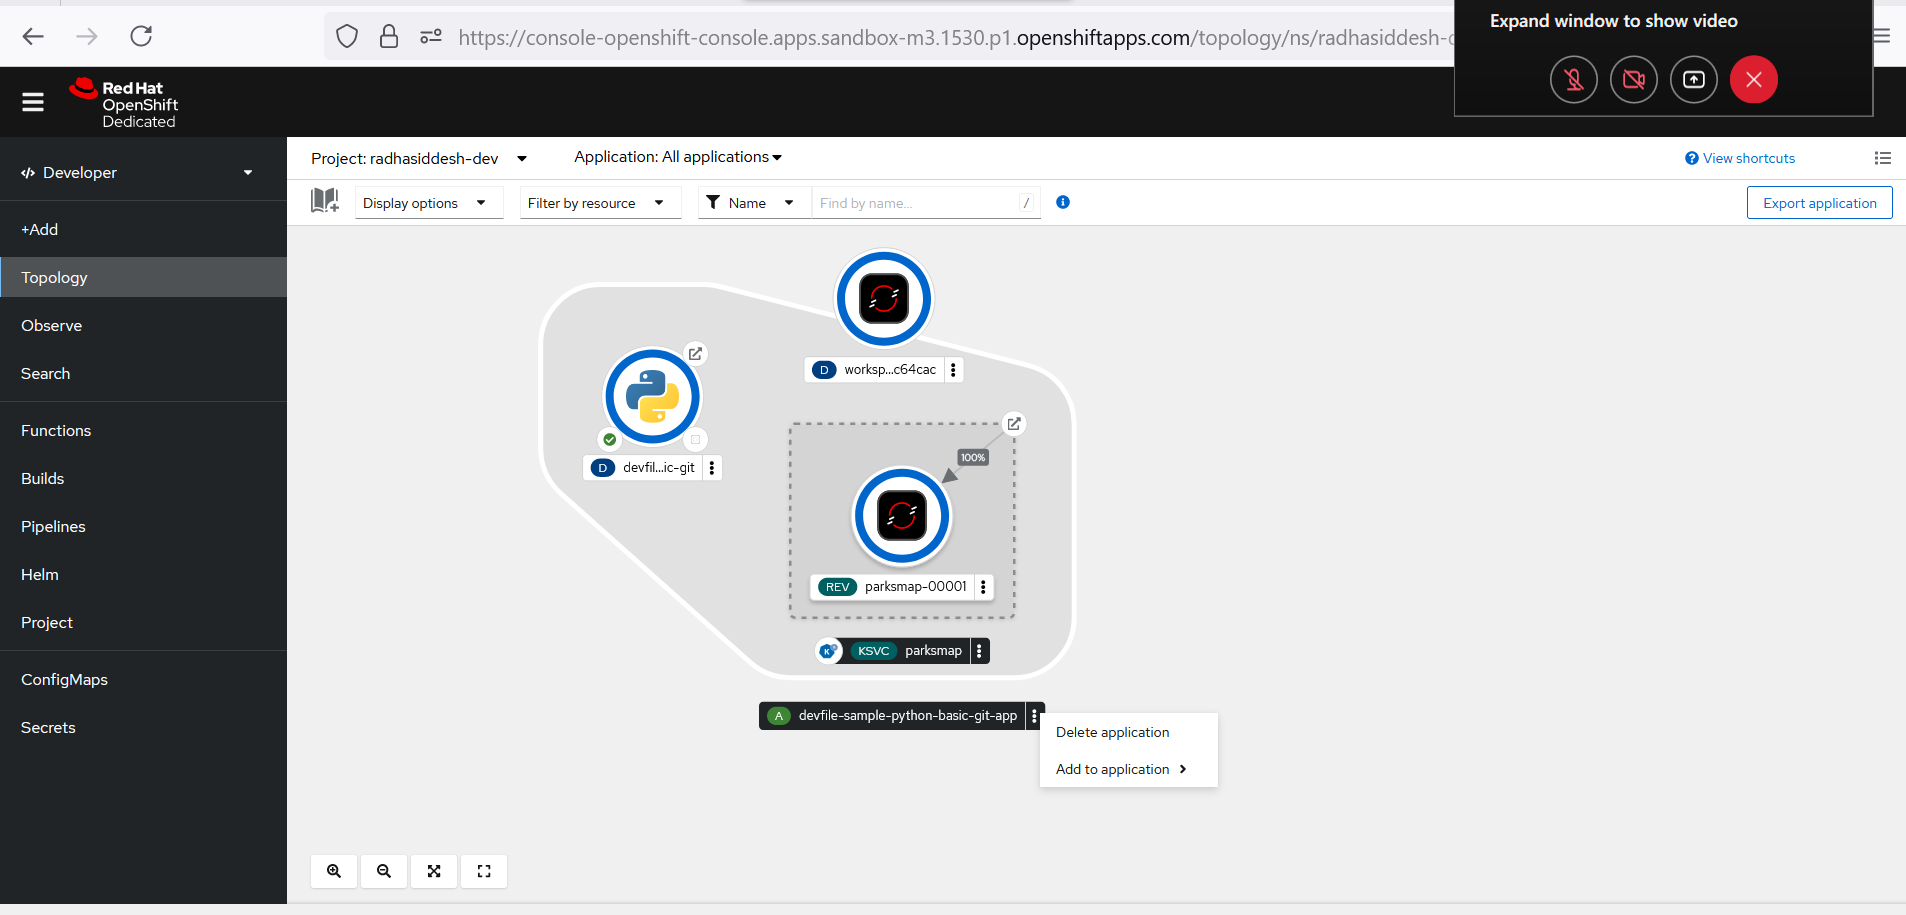 Expand window to show video
https://console-openshift-console.apps.sandbox-m3.1530.p1.openshiftapps.com/topology/ns/radhasiddesh-
Red Hat
OpenShift
Dedicated
Developer
Project: radhasiddesh-dev
Application: All applications
View shortcuts
Display options
Filter by resource
Name
Find by name...
/
Export application
+Add
Topology
Observe
Search
Functions
Builds
Pipelines
Helm
Project
ConfigMaps
Secrets
D worksp...c64cac
D devfil...ic-git
100%
REV parksmap-00001
K KSVC parksmap
A devfile-sample-python-basic-git-app
Delete application
Add to application